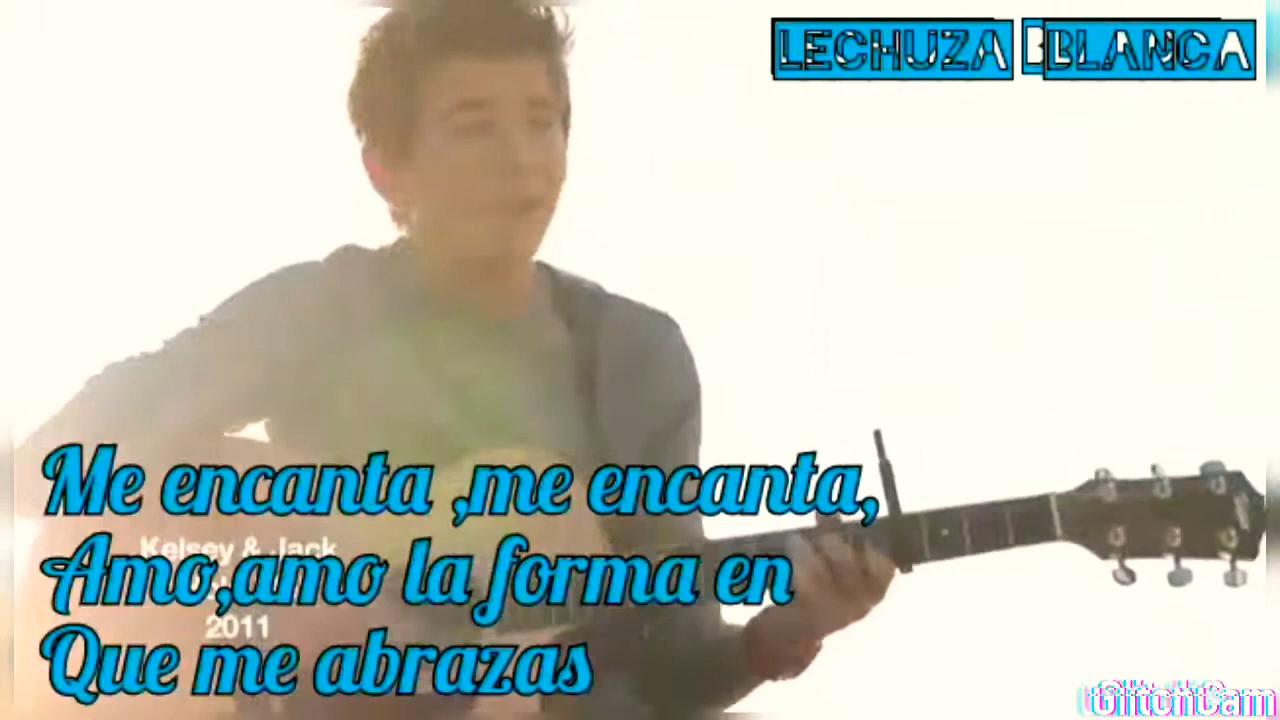 LECHUZA BLANCA
Me encanta ,me encanta,
Kelsey & Jack
Amo,amo la forma en
2011
Que me abrazas